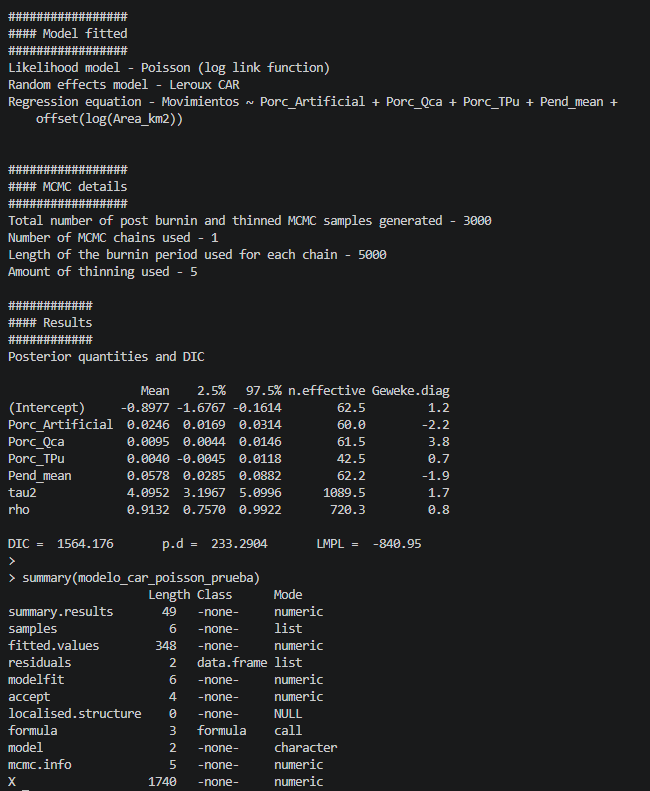 #################
#### Model fitted
#################
Likelihood model - Poisson (log link function)
Random effects model - Leroux CAR
Regression equation - Movimientos ~ Porc_Artificial + Porc_Qca + Porc_TPu + Pend_mean +
    offset(log(Area_km2))


#################
#### MCMC details
#################
Total number of post burnin and thinned MCMC samples generated - 3000
Number of MCMC chains used - 1
Length of the burnin period used for each chain - 5000
Amount of thinning used - 5

############
#### Results
############
Posterior quantities and DIC

                   Mean    2.5%   97.5% n.effective Geweke.diag
(Intercept)     -0.8977 -1.6767 -0.1614        62.5         1.2
Porc_Artificial  0.0246  0.0169  0.0314        60.0        -2.2
Porc_Qca         0.0095  0.0044  0.0146        61.5         3.8
Porc_TPu         0.0040 -0.0045  0.0118        42.5         0.7
Pend_mean        0.0578  0.0285  0.0882        62.2        -1.9
tau2             4.0952  3.1967  5.0996      1089.5         1.7
rho              0.9132  0.7570  0.9922       720.3         0.8

DIC =  1564.176       p.d =  233.2904       LMPL =  -840.95
>
> summary(modelo_car_poisson_prueba)
                    Length Class      Mode
summary.results       49   -none-     numeric
samples                6   -none-     list
fitted.values        348   -none-     numeric
residuals              2   data.frame list
modelfit               6   -none-     numeric
accept                 4   -none-     numeric
localised.structure    0   -none-     NULL
formula                3   formula    call
model                  2   -none-     character
mcmc.info              5   -none-     numeric
X                   1740   -none-     numeric